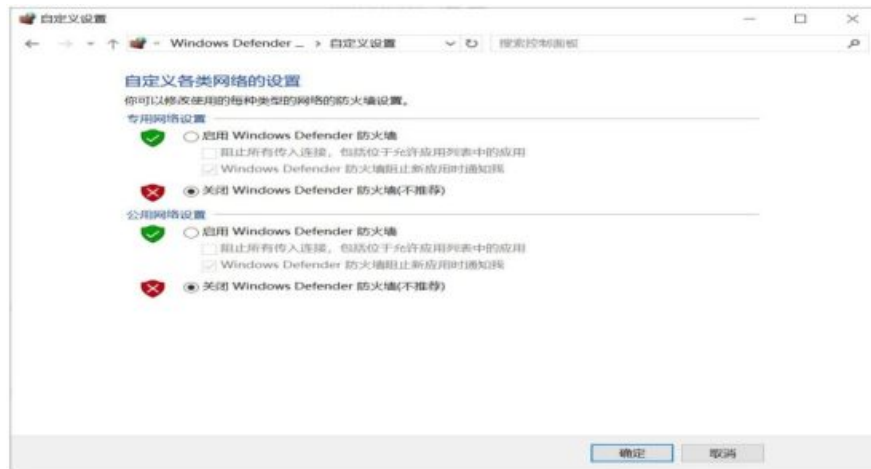 自定义设置
Windows Defender ... > 自定义设置 搜索控制面板
自定义各类网络的设置
你可以修改使用的每种类型的网络的防火墙设置。
专用网络设置
启用 Windows Defender 防火墙
阻止所有传入连接，包括位于允许应用列表中的应用
Windows Defender 防火墙阻止新应用时通知我
关闭 Windows Defender 防火墙(不推荐)
公用网络设置
启用 Windows Defender 防火墙
阻止所有传入连接，包括位于允许应用列表中的应用
Windows Defender 防火墙阻止新应用时通知我
关闭 Windows Defender 防火墙(不推荐)
确定 取消